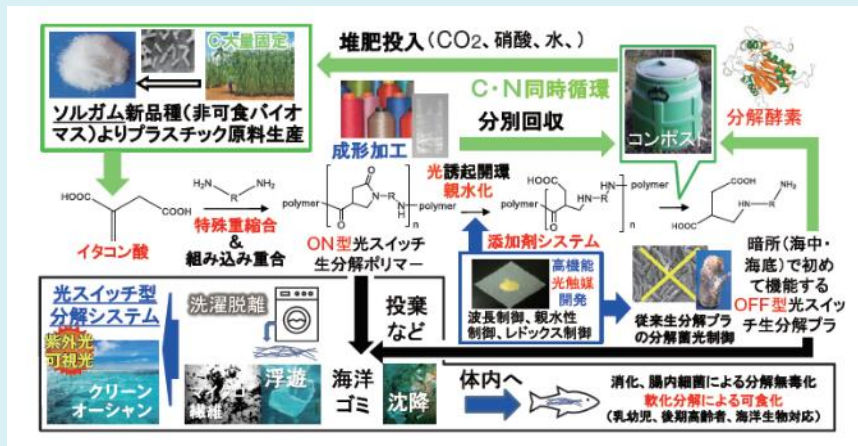 C大量固定
堆肥投入(CO2、硝酸、水、)
C・N同時循環
分別回収
コンポスト
分解酵素
ソルガム新品種(非可食バイオ
マス)よりプラスチック原料生産
成形加工
HOOC
COOH
イタコン酸
H2N
R
NH2
特殊重縮合
&
組み込み重合
polymer
O
O
N-R
N
H
n
polymer
ON型光スイッチ
生分解ポリマー
光誘起開環
親水化
polymer
HOOC
O
HN-R
HN
n
polymer
COOH
HOOC
HN-R
NH2
添加剤システム
高機能
光触媒
開発
波長制御、親水性
制御、レドックス制御
従来生分解プラ
の分解菌光制御
暗所(海中・
海底)で初め
て機能する
OFF型光スイッ
チ生分解プラ
光スイッチ型
分解システム
紫外光
可視光
クリーン
オーシャン
洗濯脱離
繊維
浮遊
投棄
など
海洋
ゴミ
沈降
体内へ
消化、腸内細菌による分解無毒化
軟化分解による可食化
(乳幼児、後期高齢者、海洋生物対応)